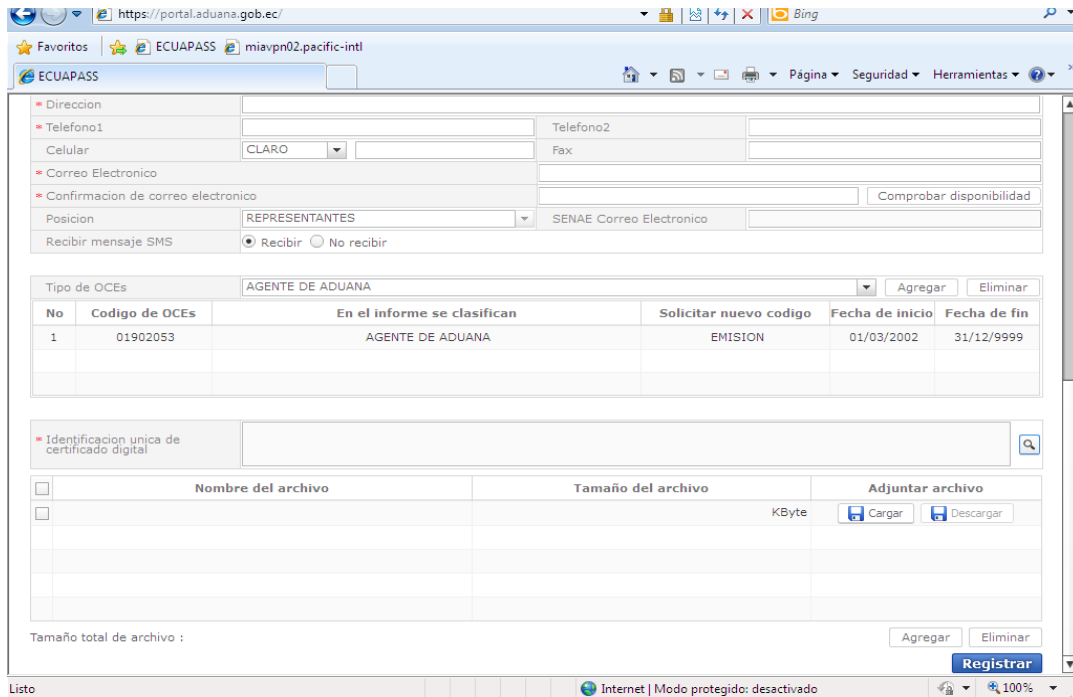 https://portal.aduana.gob.ec/ Bing
Favoritos ECUAPASS miavpn02.pacific-intl
ECUAPASS Página Seguridad Herramientas »
* Direccion
* Telefono1 Telefono2
Celular CLARO Fax
* Correo Electronico
* Confirmacion de correo electronico Comprobar disponibilidad
Posicion REPRESENTANTES SENAE Correo Electronico
Recibir mensaje SMS Recibir No recibir
Tipo de OCEs AGENTE DE ADUANA Agregar Eliminar
No Codigo de OCEs En el informe se clasifican Solicitar nuevo codigo Fecha de inicio Fecha de fin
1 01902053 AGENTE DE ADUANA EMISION 01/03/2002 31/12/9999
* Identificacion unica de
certificado digital
Nombre del archivo Tamaño del archivo Adjuntar archivo
KByte Cargar Descargar
Tamaño total de archivo : Agregar Eliminar
Registrar
Listo Internet | Modo protegido: desactivado 100%